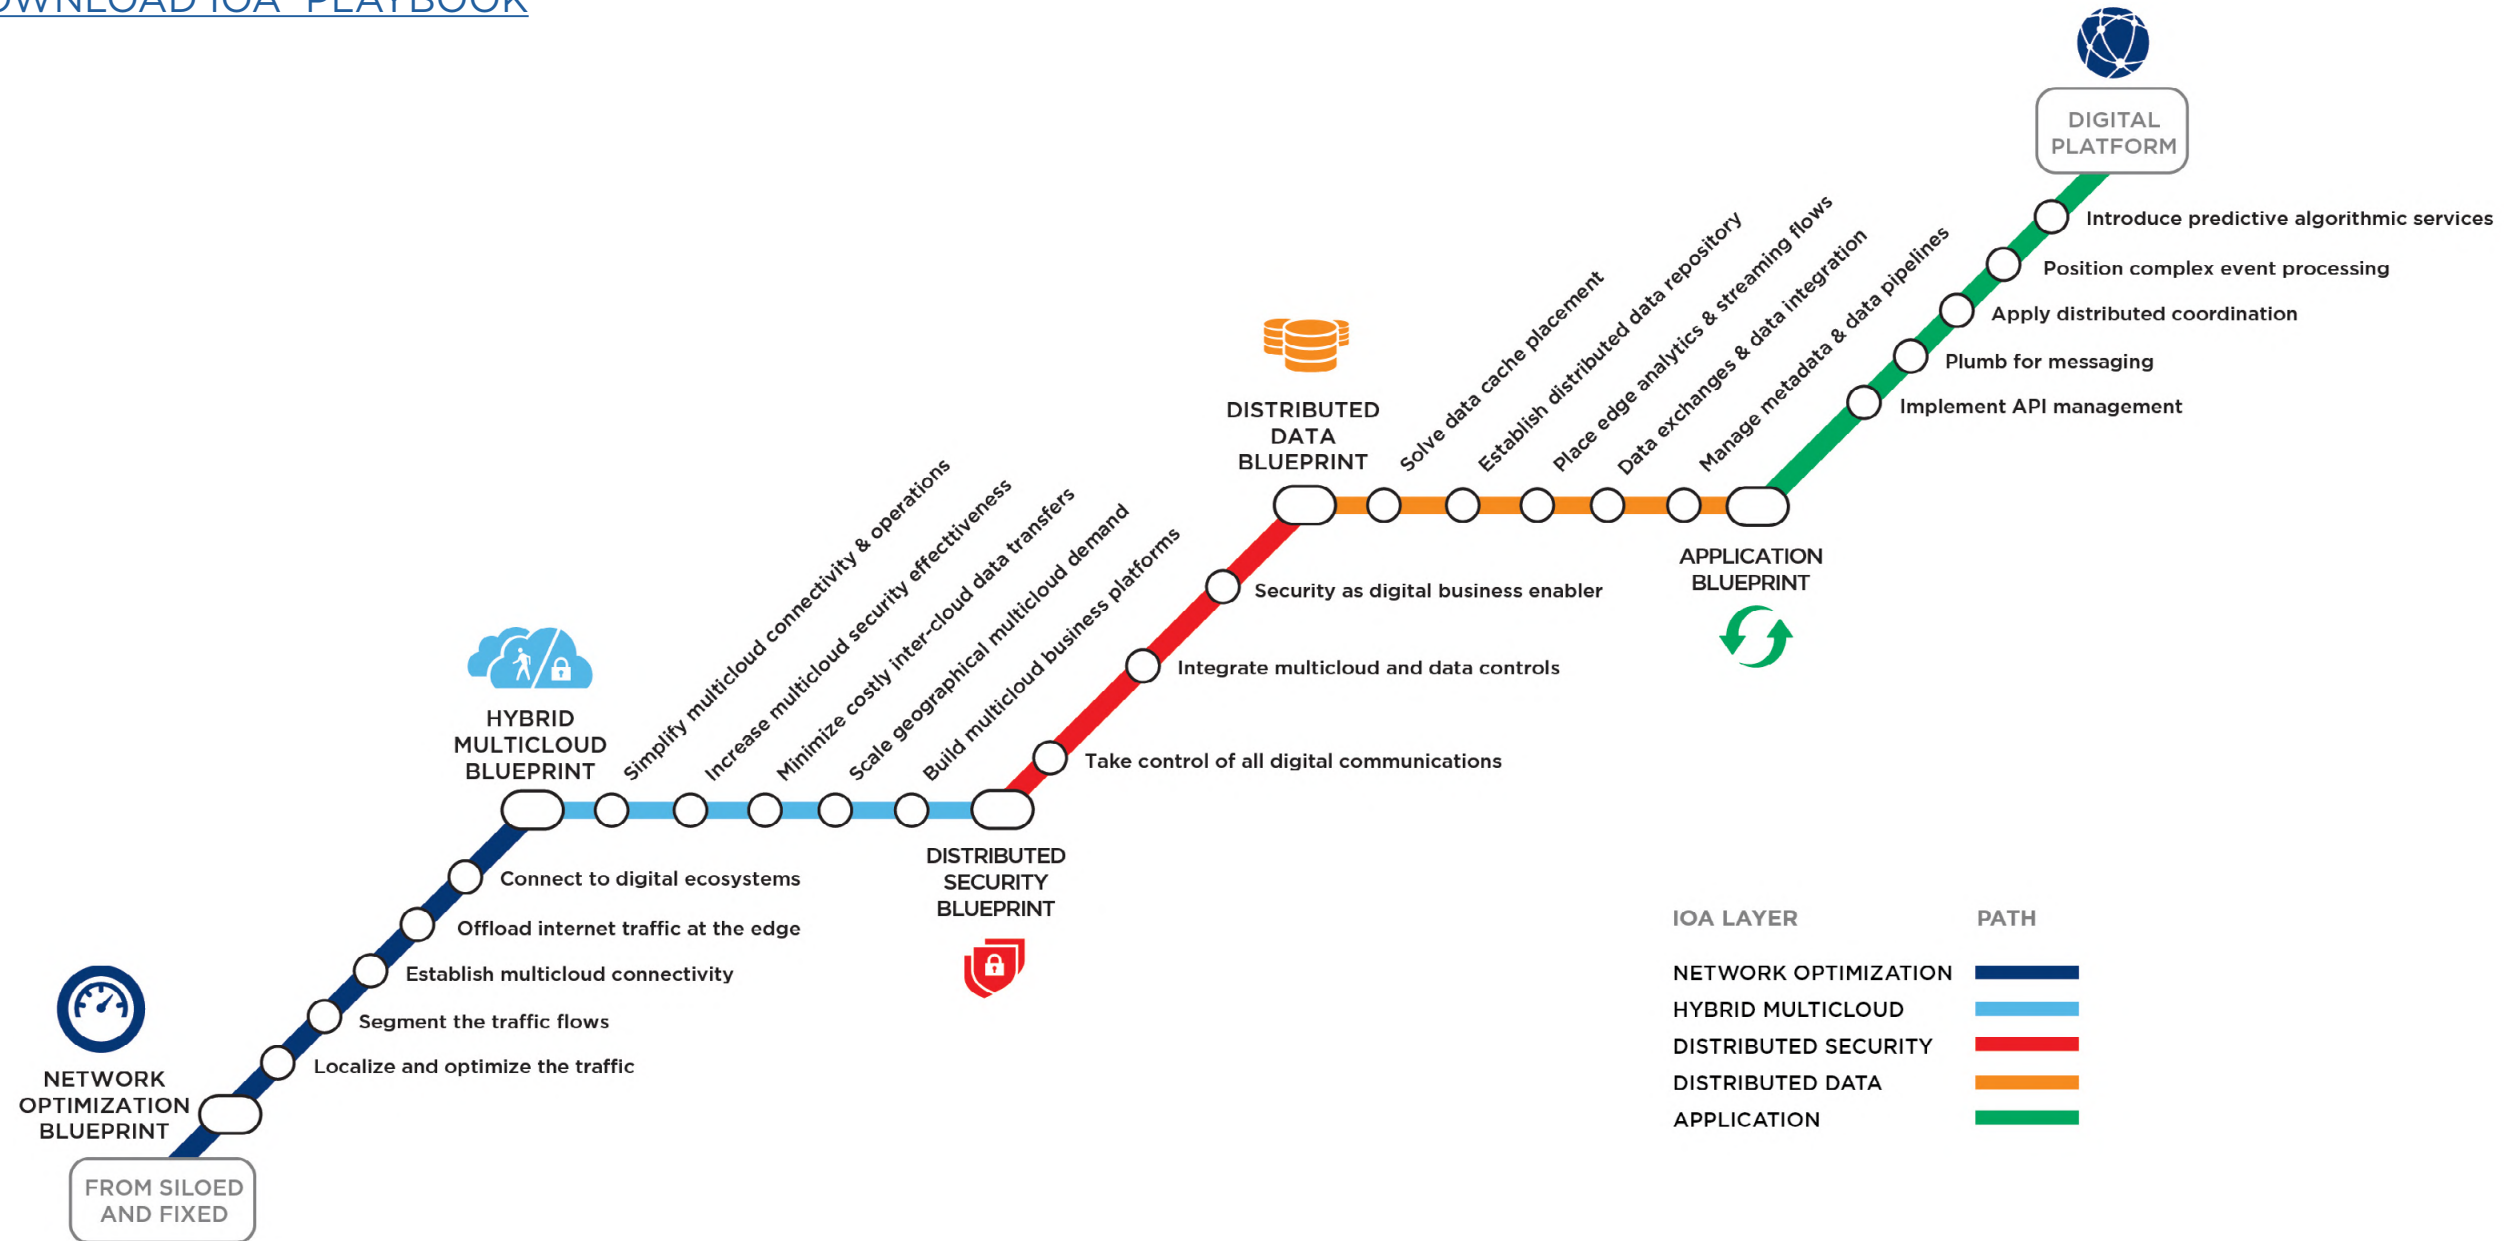 OWNLOAD IOA® PLAYBOOK
DIGITAL
PLATFORM
Introduce predictive algorithmic services
Position complex event processing
Apply distributed coordination
Plumb for messaging
Implement API management
Solve data cache placement
Establish distributed data repository
Place edge analytics & streaming flows
Data exchanges & data integration
Manage metadata & data pipelines
DISTRIBUTED
DATA
BLUEPRINT
APPLICATION
BLUEPRINT
Security as digital business enabler
Integrate multicloud and data controls
Take control of all digital communications
Simplify multicloud connectivity & operations
Increase multicloud security effecttiveness
Minimize costly inter-cloud data transfers
Scale geographical multicloud demand
Build multicloud business platforms
HYBRID
MULTICLOUD
BLUEPRINT
DISTRIBUTED
SECURITY
BLUEPRINT
Connect to digital ecosystems
Offload internet traffic at the edge
Establish multicloud connectivity
Segment the traffic flows
Localize and optimize the traffic
NETWORK
OPTIMIZATION
BLUEPRINT
FROM SILOED
AND FIXED
IOA LAYER PATH
NETWORK OPTIMIZATION
HYBRID MULTICLOUD
DISTRIBUTED SECURITY
DISTRIBUTED DATA
APPLICATION